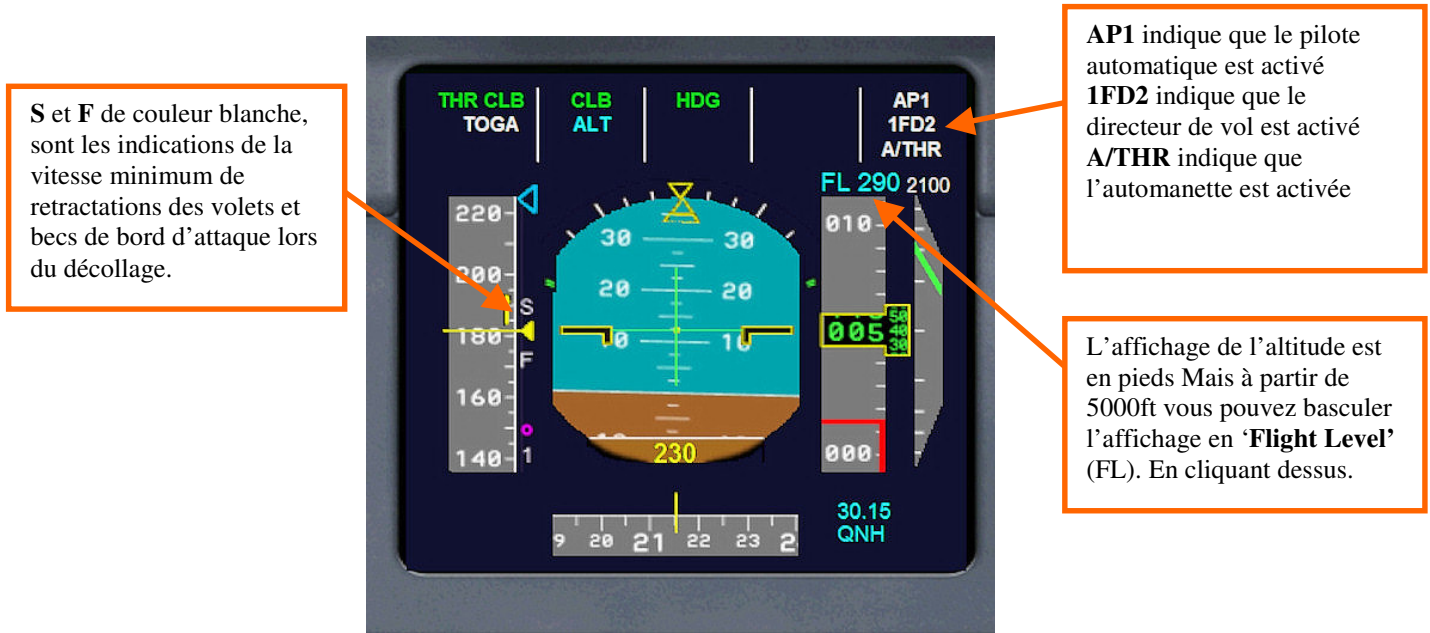 S et F de couleur blanche,
sont les indications de la
vitesse minimum de
retractations des volets et
becs de bord d'attaque lors
du décollage.
THR CLB CLB HDG AP1
TOGA ALT 1FD2
A/THR
FL 290 2100
220
200
180
160
140
S
F
1
30 30
20 20
10
230
010
005
50
40
30
000
30.15
QNH
9 20 21 22 23 2
AP1 indique que le pilote
automatique est activé
1FD2 indique que le
directeur de vol est activé
A/THR indique que
l'automanette est activée
L'affichage de l'altitude est
en pieds Mais à partir de
5000ft vous pouvez basculer
l'affichage en ‘Flight Level’
(FL). En cliquant dessus.